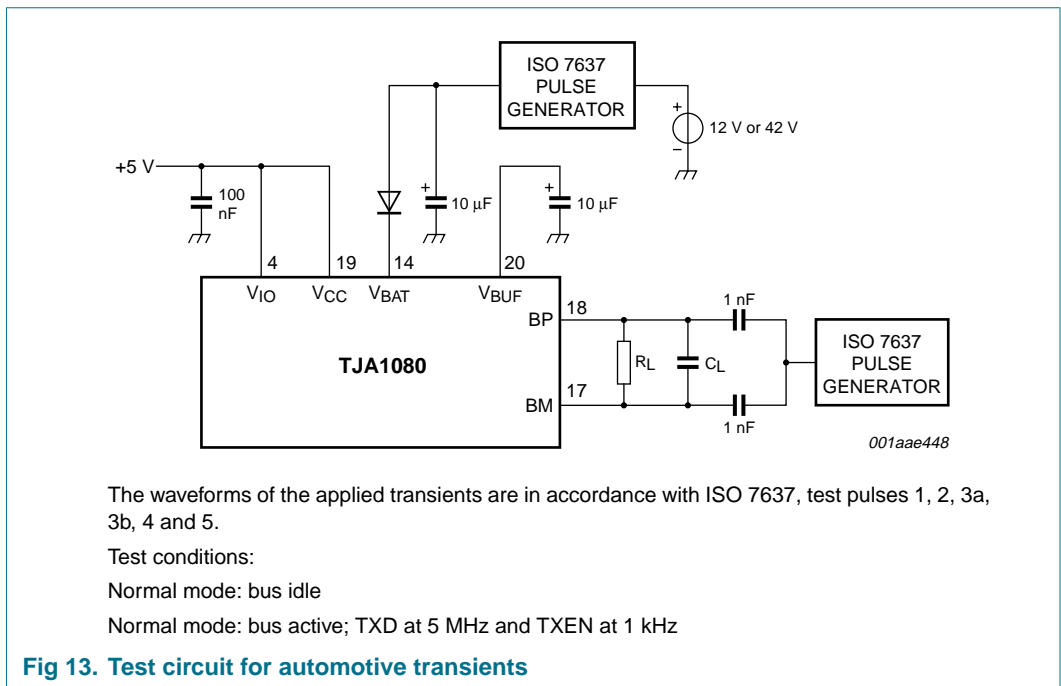 ISO 7637
PULSE
GENERATOR
+
12 V or 42 V
−
+5 V
100
nF
+
10 μF
+
10 μF
4
19
14
20
VIO
VCC
VBAT
VBUF
BP
18
1 nF
TJA1080
RL
CL
ISO 7637
PULSE
GENERATOR
BM
17
1 nF
001aae448
The waveforms of the applied transients are in accordance with ISO 7637, test pulses 1, 2, 3a,
3b, 4 and 5.
Test conditions:
Normal mode: bus idle
Normal mode: bus active; TXD at 5 MHz and TXEN at 1 kHz
Fig 13. Test circuit for automotive transients